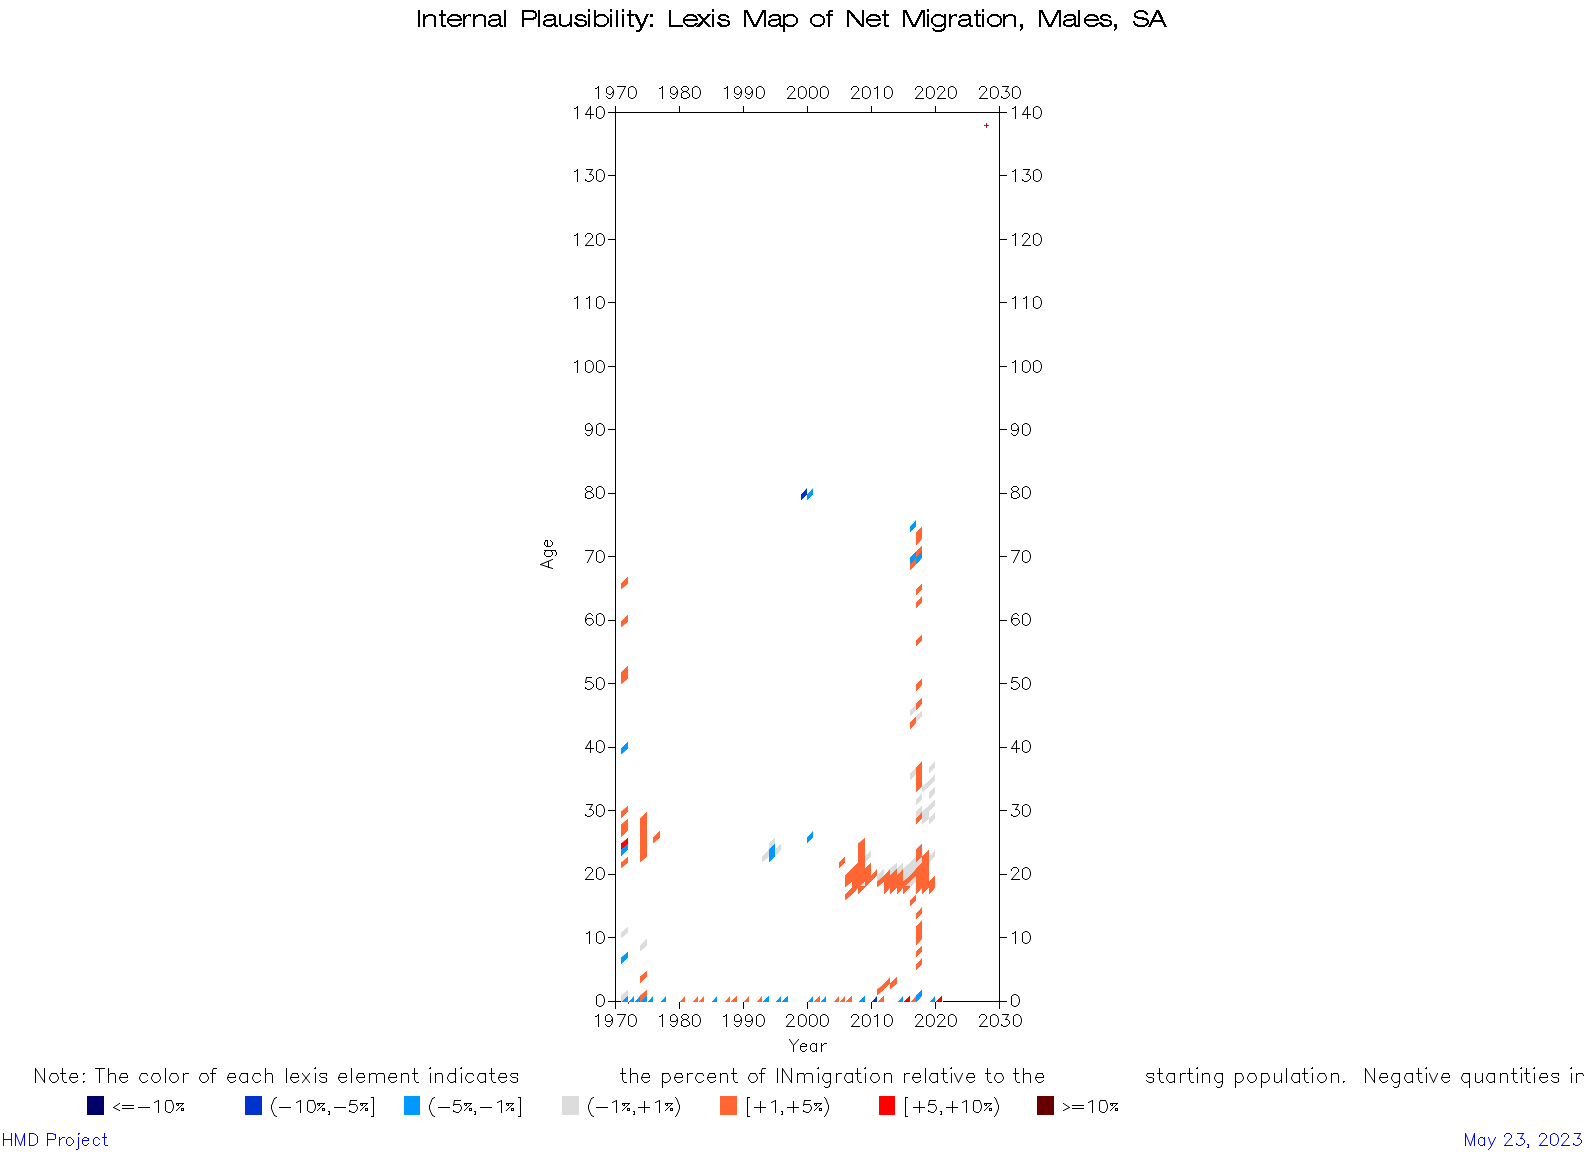 Internal Plausibility: Lexis Map of Net Migration, Males, SA
1970 1980 1990 2000 2010 2020 2030
140 140
130 130
120 120
110 110
100 100
90 90
80 80
70 70
Age
60 60
50 50
40 40
30 30
20 20
10 10
0 0
1970 1980 1990 2000 2010 2020 2030
Year
Note: The color of each lexis element indicates the percent of INmigration relative to the starting population. Negative quantities in
<=-10% (-10%,-5%] (-5%,-1%] (-1%,+1%) [+1,+5%) [+5,+10%) >=10%
HMD Project May 23, 2023